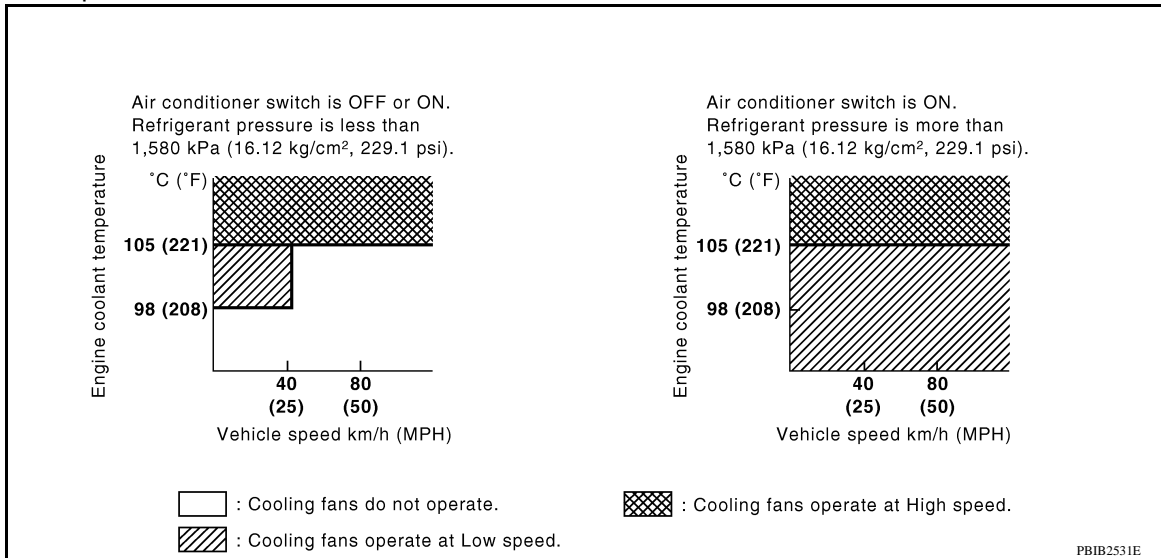 Air conditioner switch is OFF or ON.
Refrigerant pressure is less than
1,580 kPa (16.12 kg/cm², 229.1 psi).
˚C (˚F)
Engine coolant temperature
105 (221)
98 (208)
40
(25)
80
(50)
Vehicle speed km/h (MPH)
Air conditioner switch is ON.
Refrigerant pressure is more than
1,580 kPa (16.12 kg/cm², 229.1 psi).
˚C (˚F)
Engine coolant temperature
105 (221)
98 (208)
40
(25)
80
(50)
Vehicle speed km/h (MPH)
: Cooling fans do not operate.
: Cooling fans operate at High speed.
: Cooling fans operate at Low speed.
PBIB2531E